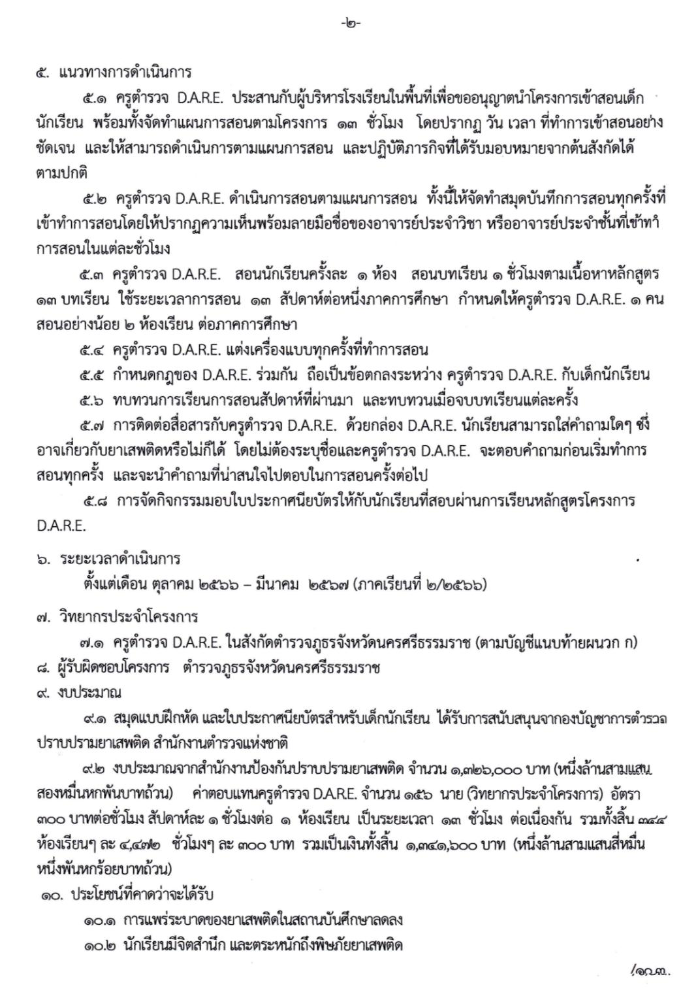 -๒-
๕. แนวทางการดำเนินการ
๕.๑ ครูตำรวจ D.A.R.E. ประสานกับผู้บริหารโรงเรียนในพื้นที่เพื่อขออนุญาตนำโครงการเข้าสอนเด็ก
นักเรียน พร้อมทั้งจัดทำแผนการสอนตามโครงการ ๑๓ ชั่วโมง โดยปรากฏ วัน เวลา ที่ทำการเข้าสอนอย่าง
ชัดเจน และให้สามารถดำเนินการตามแผนการสอน และปฏิบัติภารกิจที่ได้รับมอบหมายจากต้นสังกัดได้
ตามปกติ
๕.๒ ครูตำรวจ D.A.R.E. ดำเนินการสอนตามแผนการสอน ทั้งนี้ให้จัดทำสมุดบันทึกการสอนทุกครั้งที่
เข้าทำการสอนโดยให้ปรากฏความเห็นพร้อมลายมือชื่อของอาจารย์ประจำวิชา หรืออาจารย์ประจำชั้นที่เข้าทำ
การสอนในแต่ละชั่วโมง
๕.๓ ครูตำรวจ D.A.R.E. สอนนักเรียนครั้งละ ๑ ห้อง สอนบทเรียน ๑ ชั่วโมงตามเนื้อหาหลักสูตร
๑๓ บทเรียน ใช้ระยะเวลาการสอน ๑๓ สัปดาห์ต่อหนึ่งภาคการศึกษา กำหนดให้ครูตำรวจ D.A.R.E. ๑ คน
สอนอย่างน้อย ๒ ห้องเรียน ต่อภาคการศึกษา
๕.๔ ครูตำรวจ D.A.R.E. แต่งเครื่องแบบทุกครั้งที่ทำการสอน
๕.๕ กำหนดกฎของ D.A.R.E. ร่วมกัน ถือเป็นข้อตกลงระหว่าง ครูตำรวจ D.A.R.E. กับเด็กนักเรียน
๕.๖ ทบทวนการเรียนการสอนสัปดาห์ที่ผ่านมา และทบทวนเมื่อจบบทเรียนแต่ละครั้ง
๕.๗ การติดต่อสื่อสารกับครูตำรวจ D.A.R.E. ด้วยกล่อง D.A.R.E. นักเรียนสามารถใส่คำถามใดๆ ซึ่ง
อาจเกี่ยวกับยาเสพติดหรือไม่ก็ได้ โดยไม่ต้องระบุชื่อและครูตำรวจ D.A.R.E. จะตอบคำถามก่อนเริ่มทำการ
สอนทุกครั้ง และจะนำคำถามที่น่าสนใจไปตอบในการสอนครั้งต่อไป
๕.๘ การจัดกิจกรรมมอบใบประกาศนียบัตรให้กับนักเรียนที่สอบผ่านการเรียนหลักสูตรโครงการ
D.A.R.E.
๖. ระยะเวลาดำเนินการ
ตั้งแต่เดือน ตุลาคม ๒๕๖๖ – มีนาคม ๒๕๖๗ (ภาคเรียนที่ ๒/๒๕๖๖)
๗. วิทยากรประจำโครงการ
๗.๑ ครูตำรวจ D.A.R.E. ในสังกัดตำรวจภูธรจังหวัดนครศรีธรรมราช (ตามบัญชีแนบท้ายผนวก ก)
๘. ผู้รับผิดชอบโครงการ ตำรวจภูธรจังหวัดนครศรีธรรมราช
๙. งบประมาณ
๙.๑ สมุดแบบฝึกหัด และใบประกาศนียบัตรสำหรับเด็กนักเรียน ได้รับการสนับสนุนจากองบัญชาการตำรวจ
ปราบปรามยาเสพติด สำนักงานตำรวจแห่งชาติ
๙.๒ งบประมาณจากสำนักงานป้องกันปราบปรามยาเสพติด จำนวน ๑,๓๒๖,๐๐๐ บาท (หนึ่งล้านสามแสน
สองหมื่นหกพันบาทถ้วน) ค่าตอบแทนครูตำรวจ D.A.R.E. จำนวน ๑๕๖ นาย (วิทยากรประจำโครงการ) อัตรา
๓๐๐ บาทต่อชั่วโมง สัปดาห์ละ ๑ ชั่วโมงต่อ ๑ ห้องเรียน เป็นระยะเวลา ๑๓ ชั่วโมง ต่อเนื่องกัน รวมทั้งสิ้น ๓๔๔
ห้องเรียนๆ ละ ๔,๔๗๒ ชั่วโมงๆ ละ ๓๐๐ บาท รวมเป็นเงินทั้งสิ้น ๑,๓๔๑,๖๐๐ บาท (หนึ่งล้านสามแสนสี่หมื่น
หนึ่งพันหกร้อยบาทถ้วน)
๑๐. ประโยชน์ที่คาดว่าจะได้รับ
๑๐.๑ การแพร่ระบาดของยาเสพติดในสถานบันศึกษาลดลง
๑๐.๒ นักเรียนมีจิตสำนึก และตระหนักถึงพิษภัยยาเสพติด
/๑๐.๓..